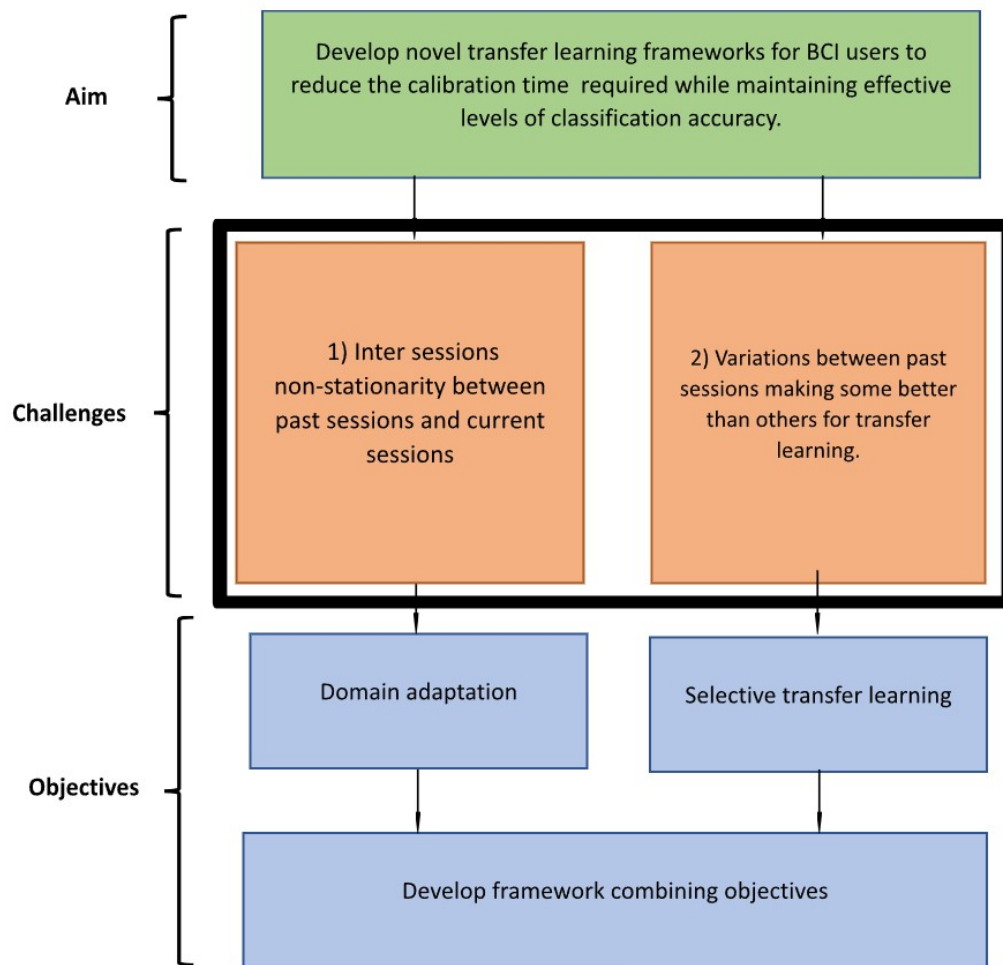 Aim
Develop novel transfer learning frameworks for BCI users to
reduce the calibration time required while maintaining effective
levels of classification accuracy.
Challenges
1) Inter sessions
non-stationarity between
past sessions and current
sessions
2) Variations between past
sessions making some better
than others for transfer
learning.
Objectives
Domain adaptation
Selective transfer learning
Develop framework combining objectives